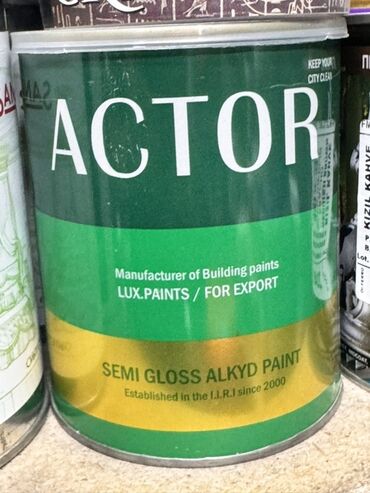 KEEP YOUR
CITY CLEAN
ACTOR
Manufacturer of Building paints
LUX.PAINTS / FOR EXPORT
SEMI GLOSS ALKYD PAINT
Established in the I.I.R.I since 2000
KIZIL KAHVE